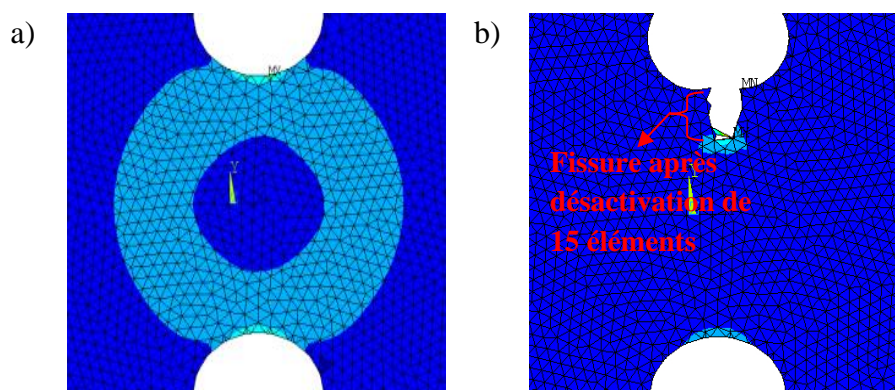 a)
b)
MN
Y
MN
Fissure après
désactivation de
15 éléments